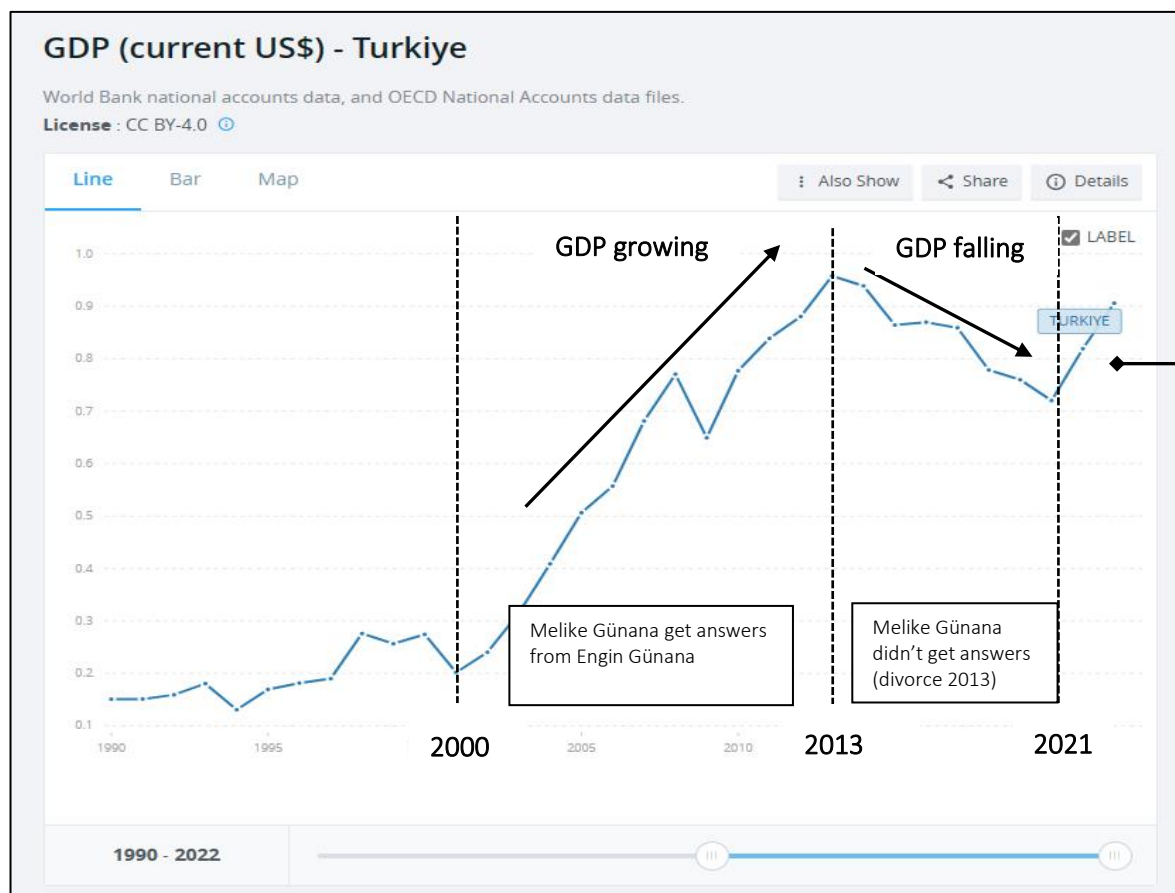 GDP (current US$) - Turkiye
World Bank national accounts data, and OECD National Accounts data files.
License : CC BY-4.0
Line Bar Map Also Show Share Details
LABEL
GDP growing GDP falling
1.0
0.9
TURKIYE
0.8
0.7
0.6
0.5
0.4
0.3
Melike Günana get answers
from Engin Günana
Melike Günana
didn't get answers
(divorce 2013)
0.2
0.1
1990 1995 2000 2005 2010 2013 2021
1990 - 2022